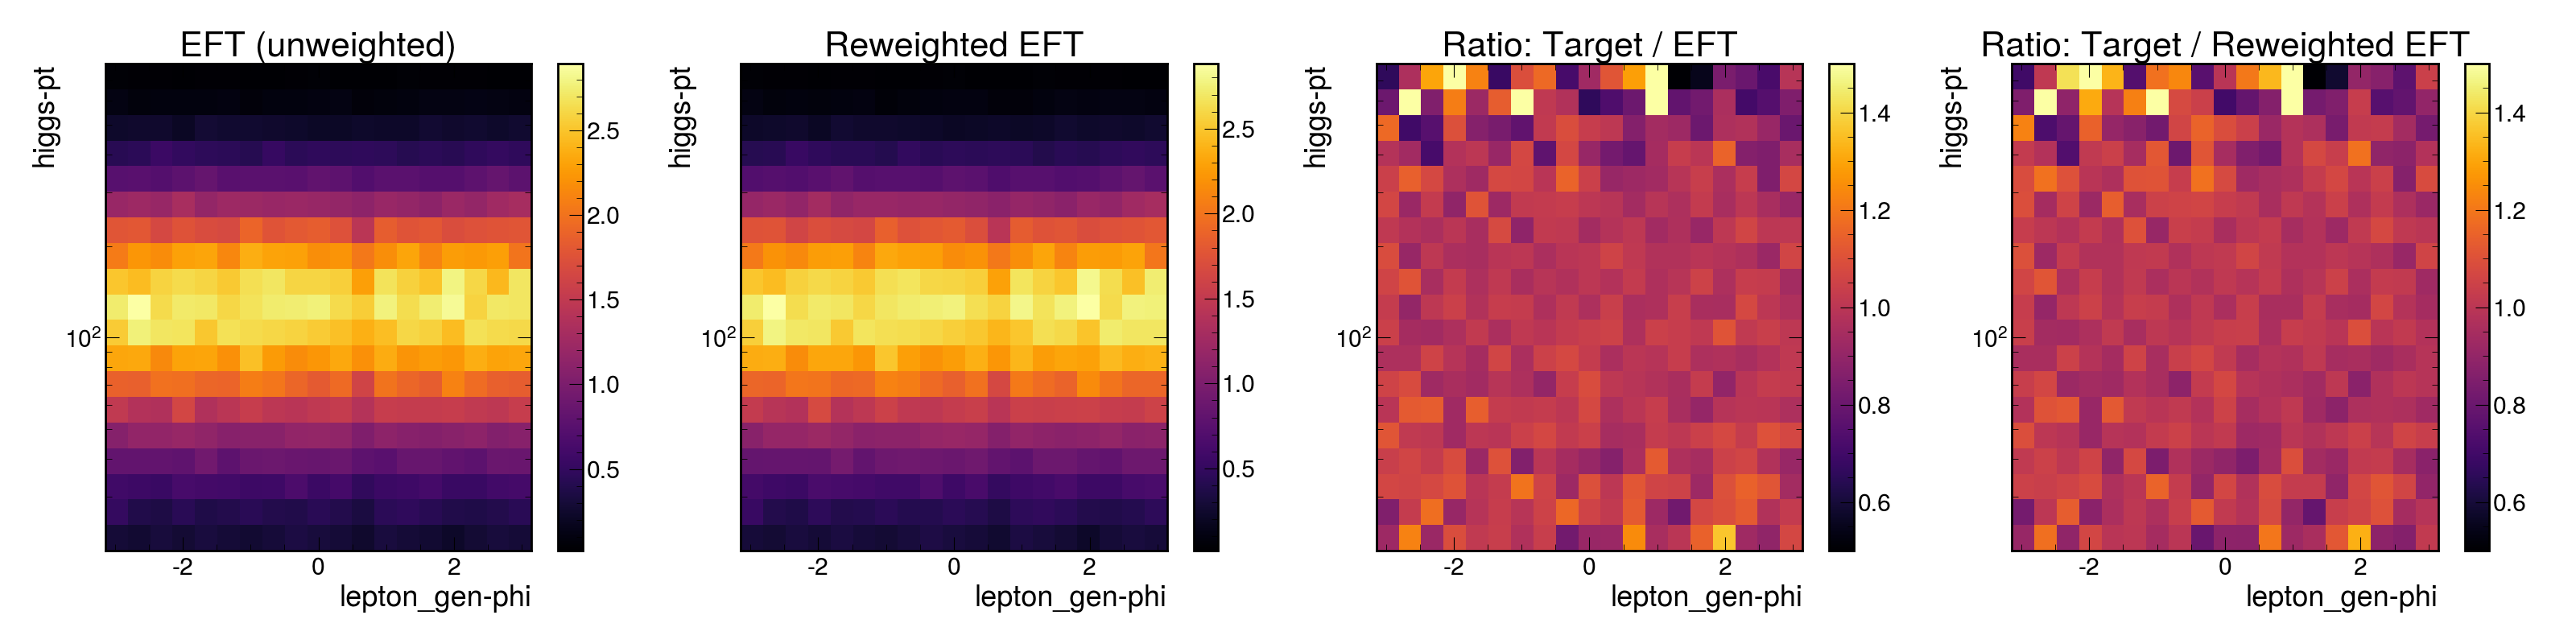 EFT (unweighted)
higgs-pt
10²
-2 0 2
lepton_gen-phi
2.5
2.0
1.5
1.0
0.5
Reweighted EFT
higgs-pt
10²
-2 0 2
lepton_gen-phi
2.5
2.0
1.5
1.0
0.5
Ratio: Target / EFT
higgs-pt
10²
-2 0 2
lepton_gen-phi
1.4
1.2
1.0
0.8
0.6
Ratio: Target / Reweighted EFT
higgs-pt
10²
-2 0 2
lepton_gen-phi
1.4
1.2
1.0
0.8
0.6